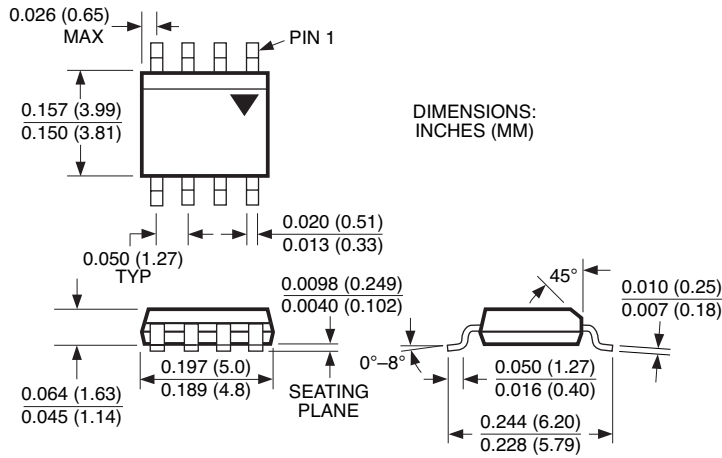 0.026 (0.65)
MAX
PIN 1
0.157 (3.99)
0.150 (3.81)
DIMENSIONS:
INCHES (MM)
0.050 (1.27)
TYP
0.020 (0.51)
0.013 (0.33)
0.0098 (0.249)
0.0040 (0.102)
0.064 (1.63)
0.045 (1.14)
0.197 (5.0)
0.189 (4.8)
SEATING
PLANE
45°
0.010 (0.25)
0.007 (0.18)
0°–8°
0.050 (1.27)
0.016 (0.40)
0.244 (6.20)
0.228 (5.79)